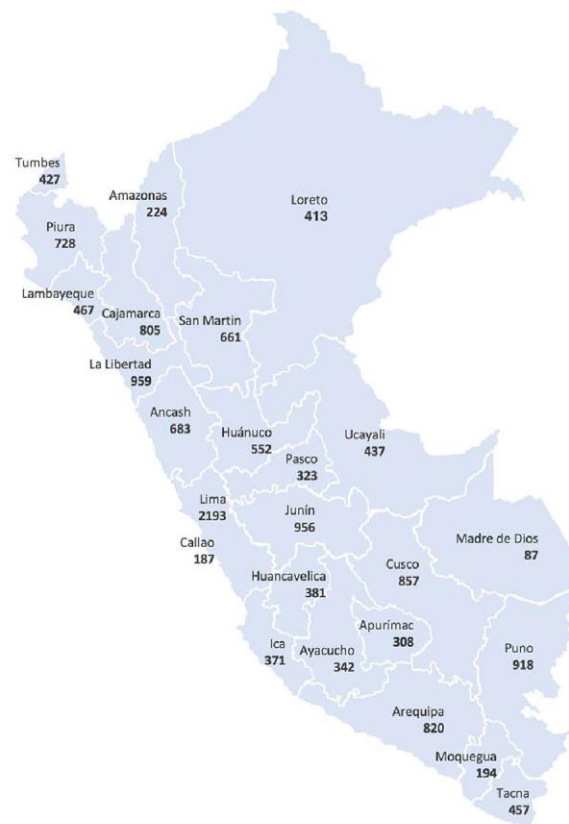 Tumbes
427
Amazonas
224
Loreto
413
Piura
728
Lambayeque
467
Cajamarca
805
San Martin
661
La Libertad
959
Ancash
683
Huánuco
552
Ucayali
437
Pasco
323
Lima
2193
Junín
956
Callao
187
Madre de Dios
87
Cusco
857
Huancavelica
381
Apurímac
308
Ica
371
Ayacucho
342
Puno
918
Arequipa
820
Moquegua
194
Tacna
457